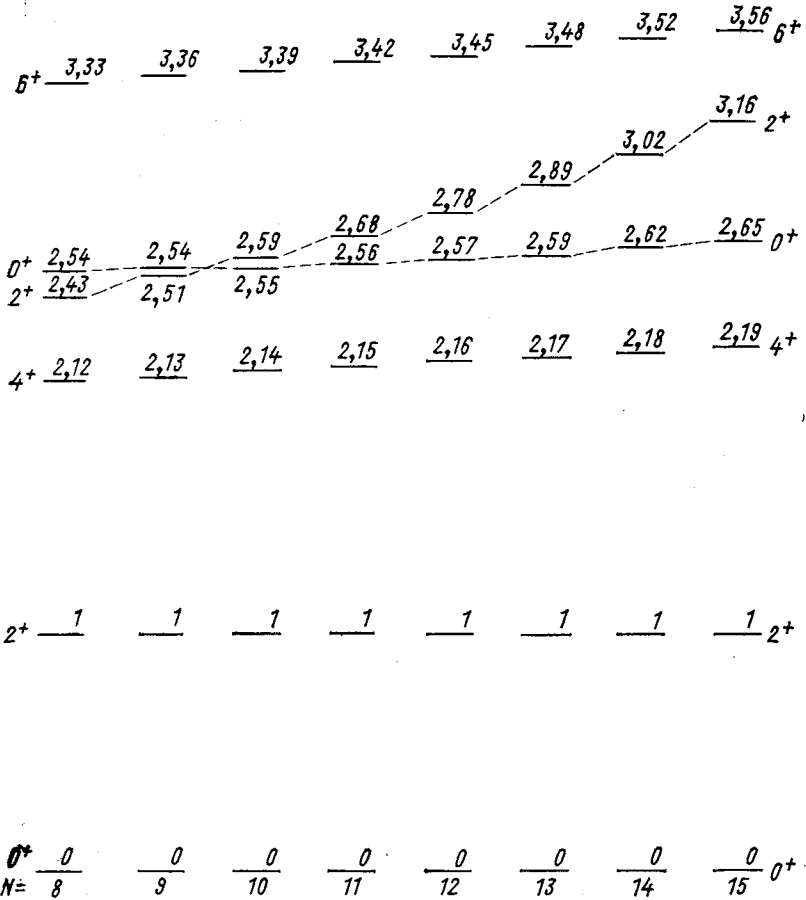 6+ 3,33 3,36 3,39 3,42 3,45 3,48 3,52 3,56 6+
3,16 2+
3,02
2,89
2,78
2,68
0+ 2,54 2,54 2,59 2,56 2,57 2,59 2,62 2,65 0+
2+ 2,43 2,51 2,55
4+ 2,12 2,13 2,14 2,15 2,16 2,17 2,18 2,19 4+
2+ 1 1 1 1 1 1 1 1 2+
0+ 0 0 0 0 0 0 0 0 0+
N= 8 9 10 11 12 13 14 15